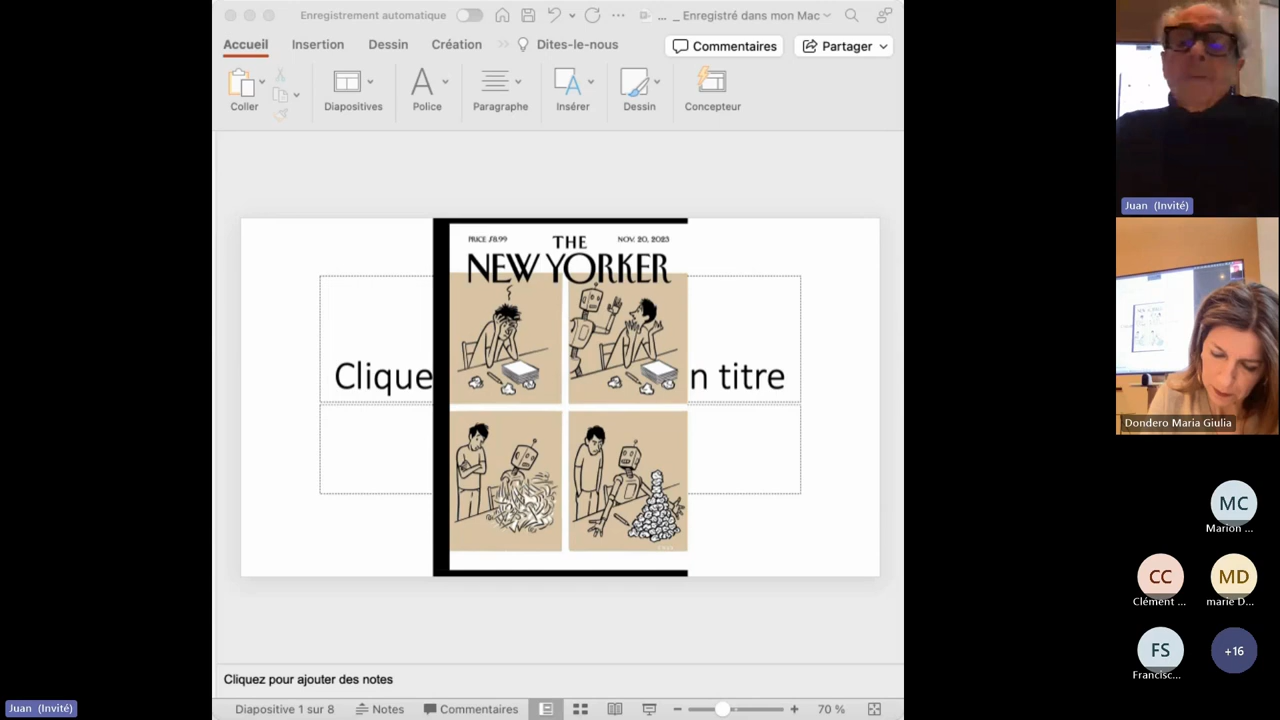 Enregistrement automatique
... _ Enregistré dans mon Mac
Accueil Insertion Dessin Création Dites-le-nous
Commentaires Partager
Coller Diapositives Police Paragraphe Insérer Dessin Concepteur
PRICE $8.99 THE NOV. 20, 2023
NEW YORKER
Clique n titre
Cliquez pour ajouter des notes
Diapositive 1 sur 8 Notes Commentaires 70 %
Juan (Invité)
Juan (Invité)
Dondero Maria Giulia
MC
Marion ...
CC MD
Clément ... marie D...
FS +16
Francisc...